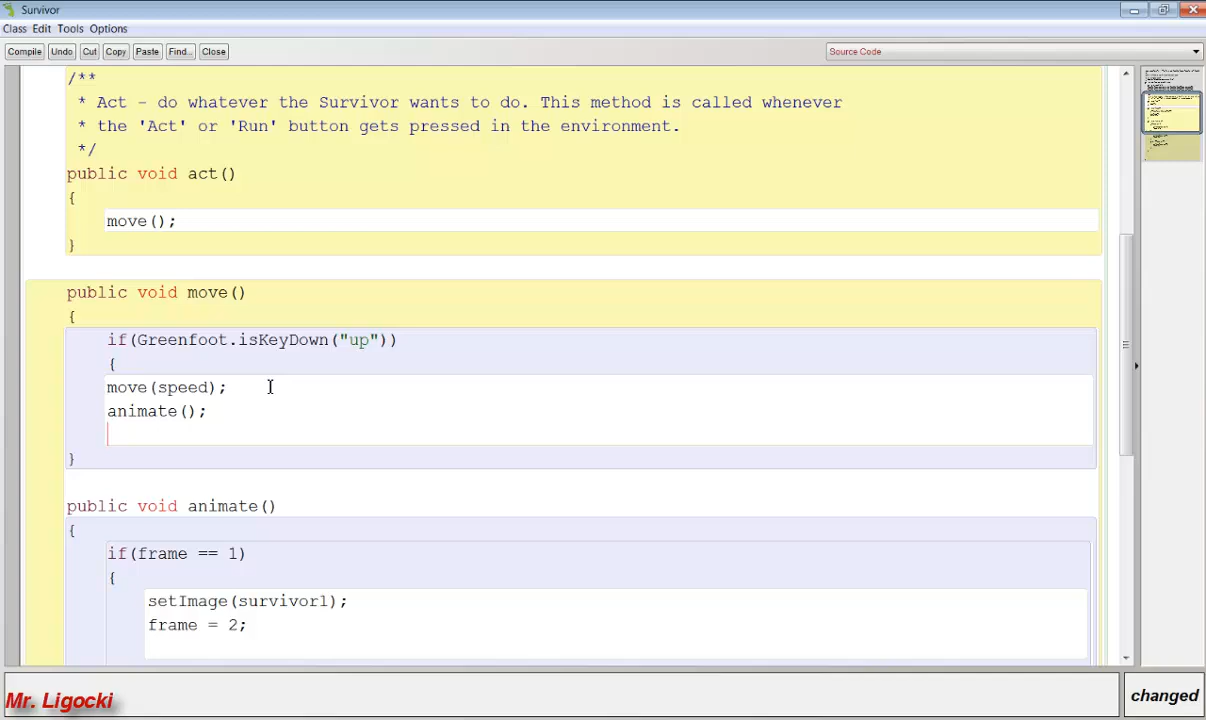 Survivor
Class Edit Tools Options
Compile Undo Cut Copy Paste Find... Close Source Code
/**
* Act - do whatever the Survivor wants to do. This method is called whenever
* the 'Act' or 'Run' button gets pressed in the environment.
*/
public void act()
{
move();
}
public void move()
{
if(Greenfoot.isKeyDown("up"))
{
move(speed);
animate();
}
public void animate()
{
if(frame == 1)
{
setImage(survivor1);
frame = 2;
Mr. Ligocki
changed